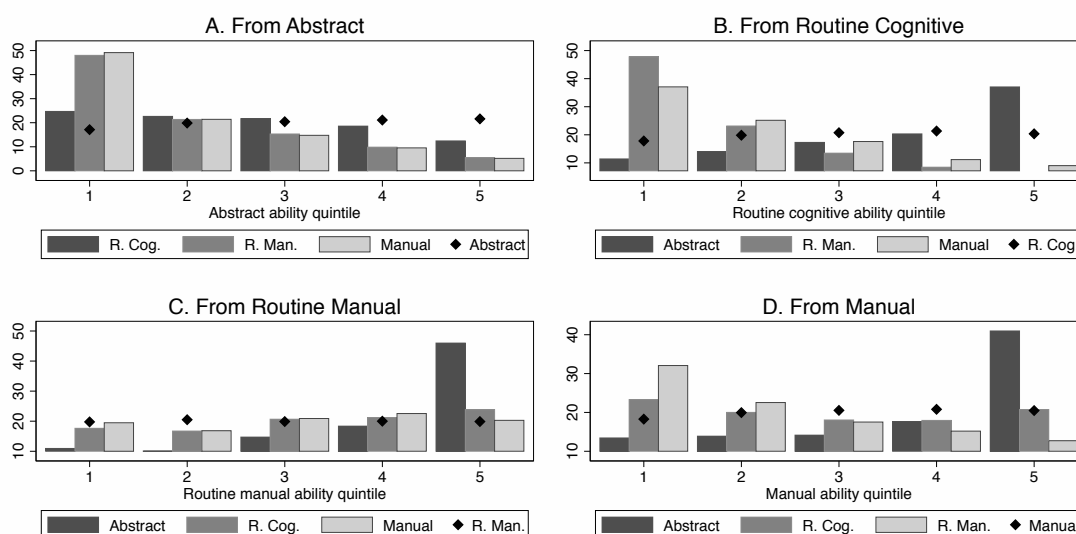 A. From Abstract
50
40
30
20
10
0
1 2 3 4 5
Abstract ability quintile
R. Cog. R. Man. Manual Abstract
B. From Routine Cognitive
50
40
30
20
10
1 2 3 4 5
Routine cognitive ability quintile
Abstract R. Man. Manual R. Cog
C. From Routine Manual
50
40
30
20
10
1 2 3 4 5
Routine manual ability quintile
Abstract R. Cog. Manual R. Man.
D. From Manual
40
30
20
10
1 2 3 4 5
Manual ability quintile
Abstract R. Cog. R. Man. Manual